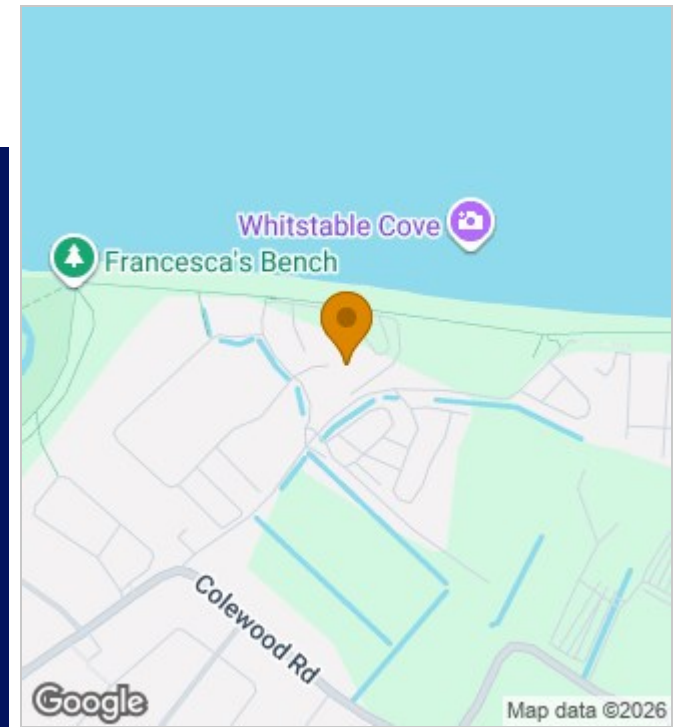 Whitstable Cove
Francesca's Bench
Colewood Rd
Google
Map data ©2026